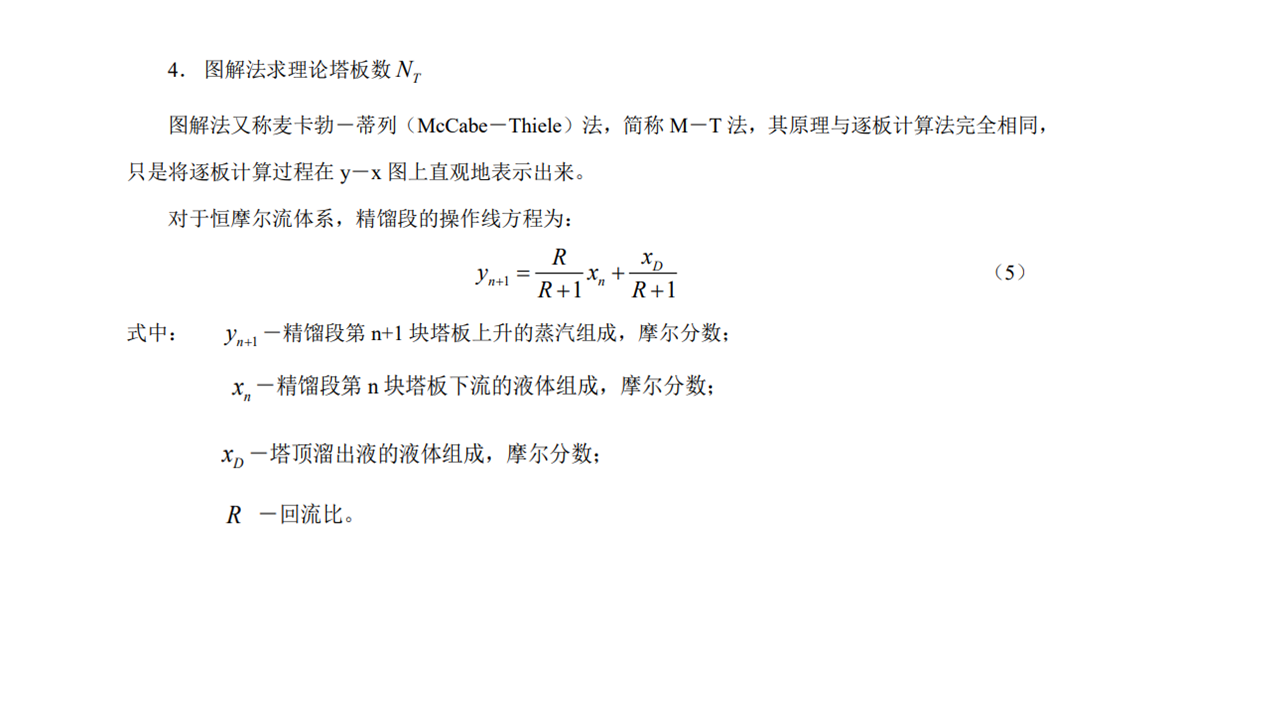 4． 图解法求理论塔板数 N_T
图解法又称麦卡勃－蒂列（McCabe－Thiele）法，简称 M－T 法，其原理与逐板计算法完全相同，
只是将逐板计算过程在 y－x 图上直观地表示出来。
对于恒摩尔流体系，精馏段的操作线方程为：
y_{n+1} = \frac{R}{R+1} x_n + \frac{x_D}{R+1} （5）
式中： y_{n+1} －精馏段第 n+1 块塔板上升的蒸汽组成，摩尔分数；
x_n －精馏段第 n 块塔板下流的液体组成，摩尔分数；
x_D －塔顶溜出液的液体组成，摩尔分数；
R －回流比。